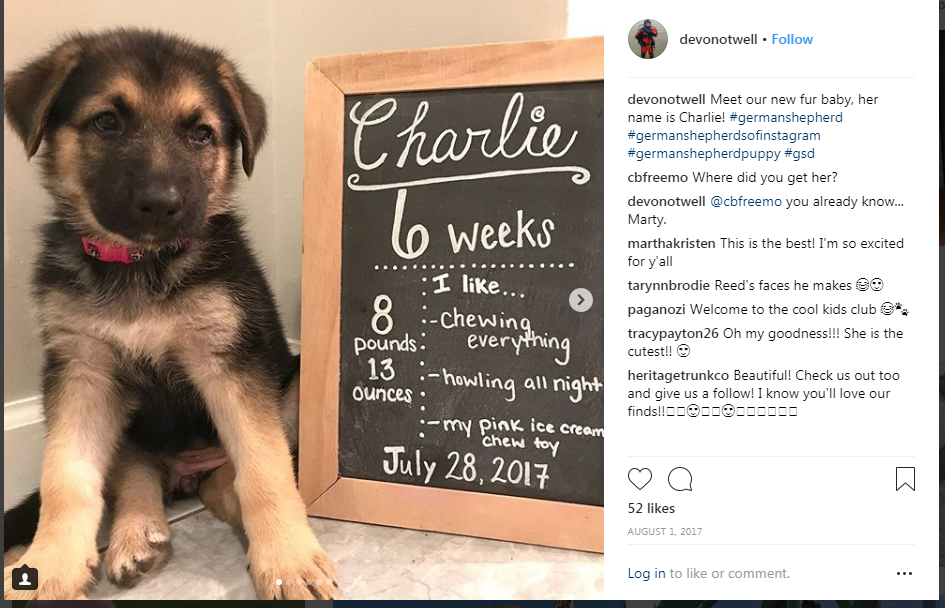 Charlie
6 weeks
8
pounds
13
ounces
I like...
-Chewing
everything
-howling all night
-my pink ice cream
chew toy
July 28, 2017
devonotwell • Follow
devonotwell Meet our new fur baby, her
name is Charlie! #germanshepherd
#germanshepherdsofinstagram
#germanshepherdpuppy #gsd
cbfreemo Where did you get her?
devonotwell @cbfreemo you already know...
Marty.
marthakristen This is the best! I'm so excited
for y'all
tarynnbrodie Reed's faces he makes 😂😍
paganozi Welcome to the cool kids club 😂🐾
tracypayton26 Oh my goodness!!! She is the
cutest!! 😍
heritagetrunkco Beautiful! Check us out too
and give us a follow! I know you'll love our
finds!!□□😍□□😍□□□□□□
52 likes
AUGUST 1, 2017
Log in to like or comment.